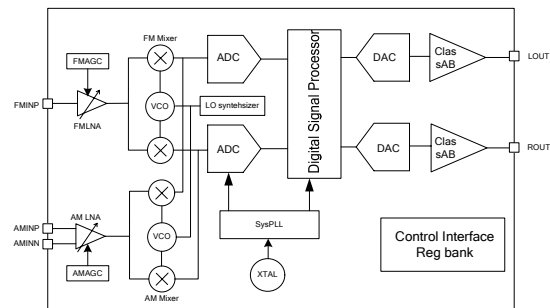 FM Mixer
FMAGC
ADC
Digital Signal Processor
DAC
Clas
sAB
LOUT
FMINP
VCO
LO syntehsizer
FMLNA
ADC
DAC
Clas
sAB
ROUT
AM LNA
AMINP
AMINN
VCO
SysPLL
Control Interface
Reg bank
AMAGC
XTAL
AM Mixer